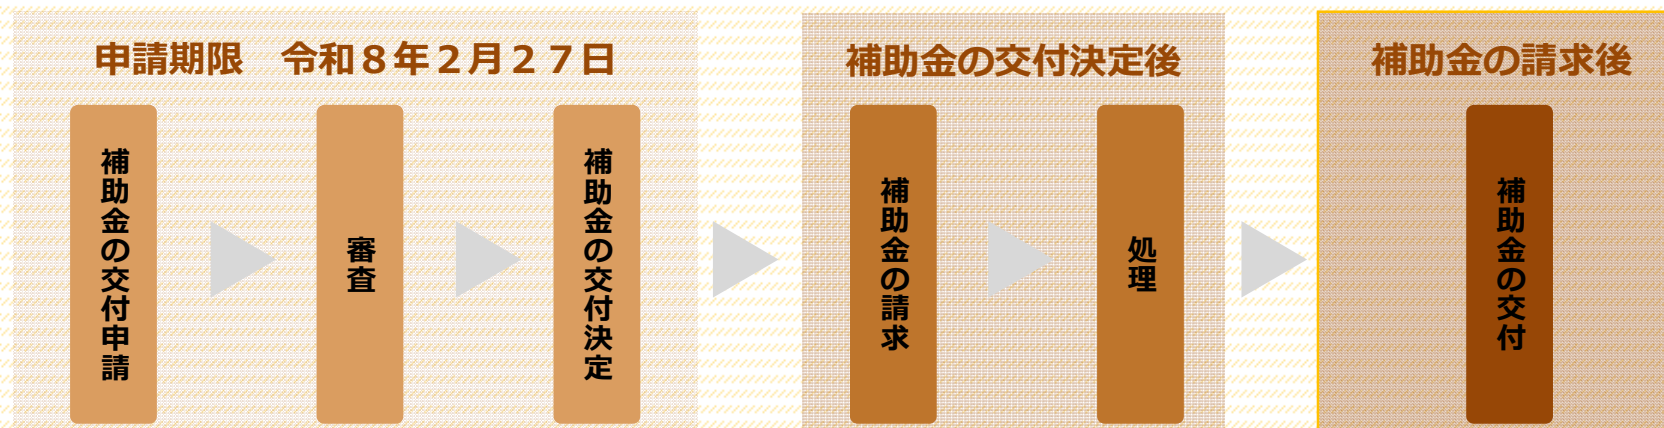 申請期限　令和８年２月２７日
補助金の交付申請
審査
補助金の交付決定
補助金の交付決定後
補助金の請求
処理
補助金の請求後
補助金の交付